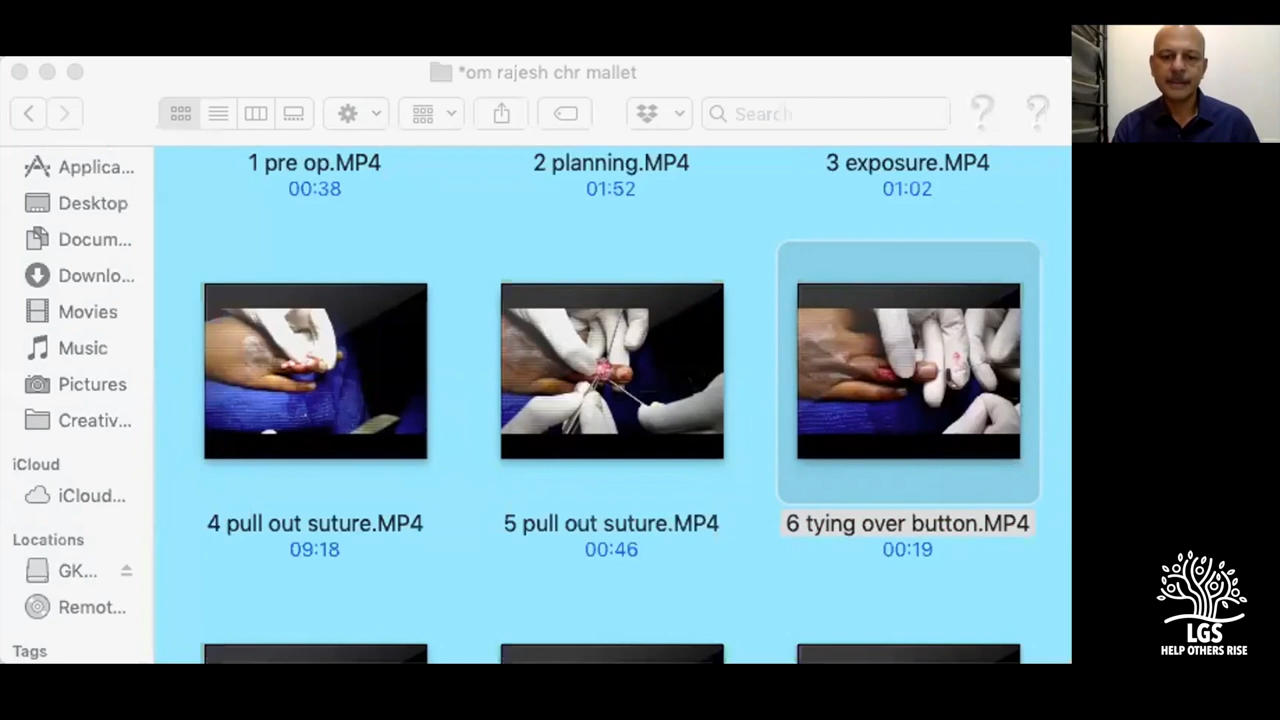 *om rajesh chr mallet
Search
Applica...
Desktop
Docum...
Downlo...
Movies
Music
Pictures
Creativ...
iCloud
iCloud...
Locations
GK...
Remot...
Tags
1 pre op.MP4
00:38
2 planning.MP4
01:52
3 exposure.MP4
01:02
4 pull out suture.MP4
09:18
5 pull out suture.MP4
00:46
6 tying over button.MP4
00:19
LGS
HELP OTHERS RISE